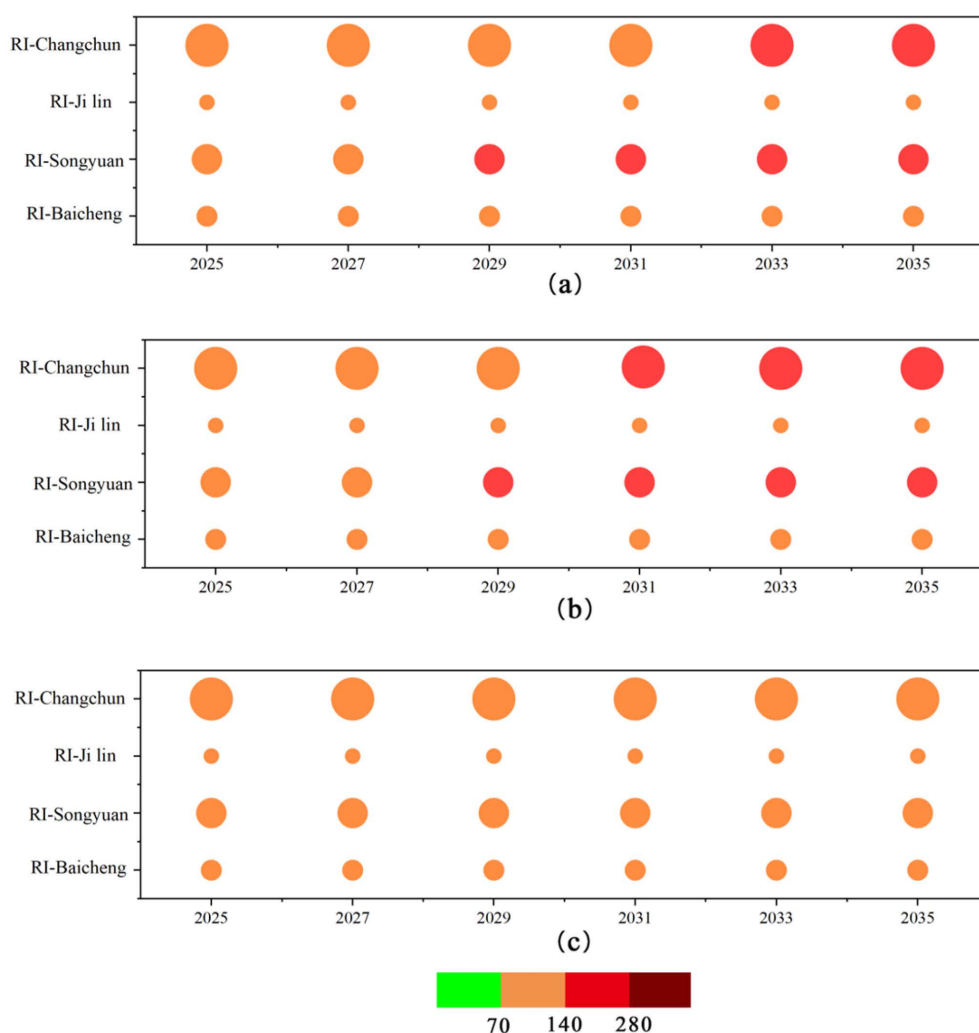 RI-Changchun
RI-Ji lin
RI-Songyuan
RI-Baicheng
2025 2027 2029 2031 2033 2035
(a)
RI-Changchun
RI-Ji lin
RI-Songyuan
RI-Baicheng
2025 2027 2029 2031 2033 2035
(b)
RI-Changchun
RI-Ji lin
RI-Songyuan
RI-Baicheng
2025 2027 2029 2031 2033 2035
(c)
70 140 280